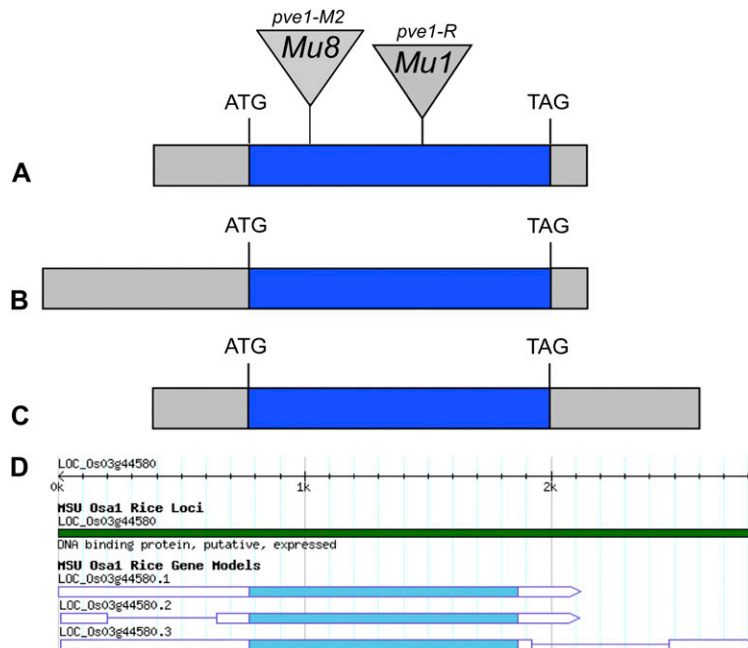 pve1-M2
pve1-R
Mu8
Mu1
ATG
TAG
A
ATG
TAG
B
ATG
TAG
C
D
LOC_Os03g44580
0k
1k
2k
MSU Osa1 Rice Loci
LOC_Os03g44580
DNA binding protein, putative, expressed
MSU Osa1 Rice Gene Models
LOC_Os03g44580.1
LOC_Os03g44580.2
LOC_Os03g44580.3